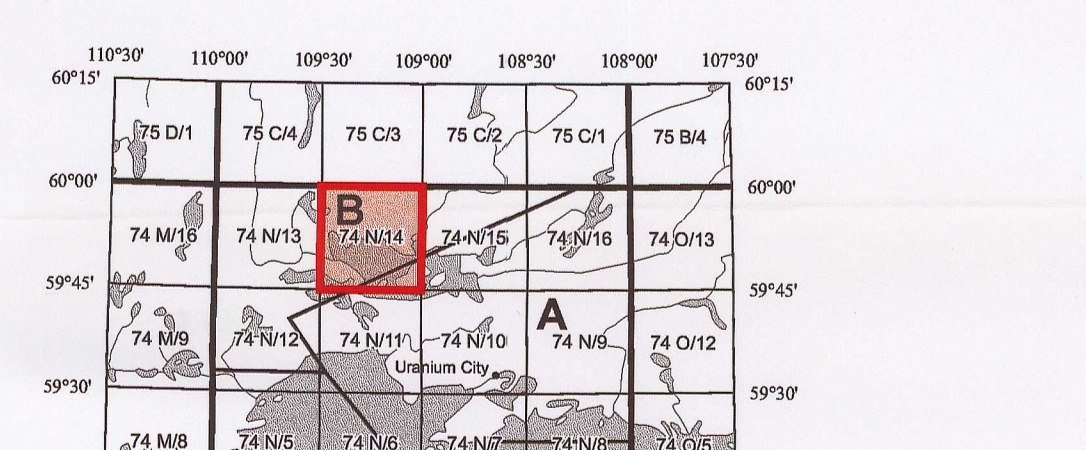 110°30' 110°00' 109°30' 109°00' 108°30' 108°00' 107°30'
60°15' 60°15'
75 D/1 75 C/4 75 C/3 75 C/2 75 C/1 75 B/4
60°00' 60°00'
B
74 M/16 74 N/13 74 N/14 74 N/15 74 N/16 74 O/13
59°45' 59°45'
A
74 M/9 74 N/12 74 N/11 74 N/10 74 N/9 74 O/12
Uranium City
59°30' 59°30'
74 M/8 74 N/5 74 N/6 74 N/7 74 N/8 74 O/5